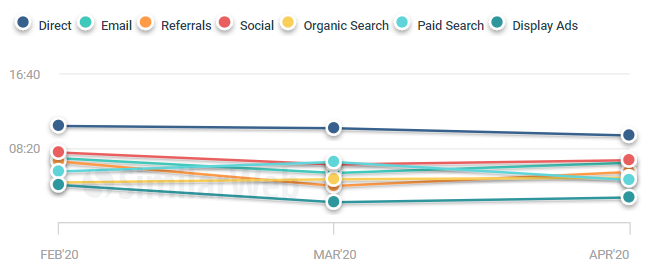 Direct Email Referrals Social Organic Search Paid Search Display Ads
16:40
08:20
FEB'20 MAR'20 APR'20